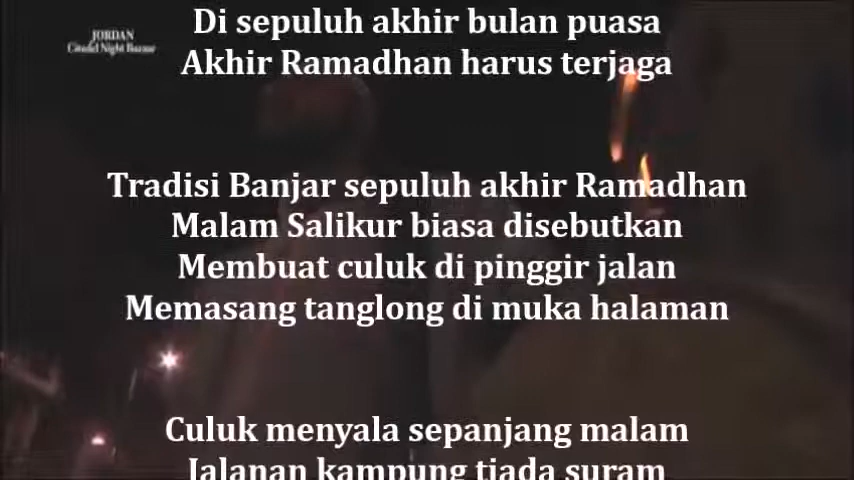 JORDAN
Citadel Night Bazaar
Di sepuluh akhir bulan puasa
Akhir Ramadhan harus terjaga
Tradisi Banjar sepuluh akhir Ramadhan
Malam Salikur biasa disebutkan
Membuat culuk di pinggir jalan
Memasang tanglong di muka halaman
Culuk menyala sepanjang malam
Jalanan kampung tiada suram